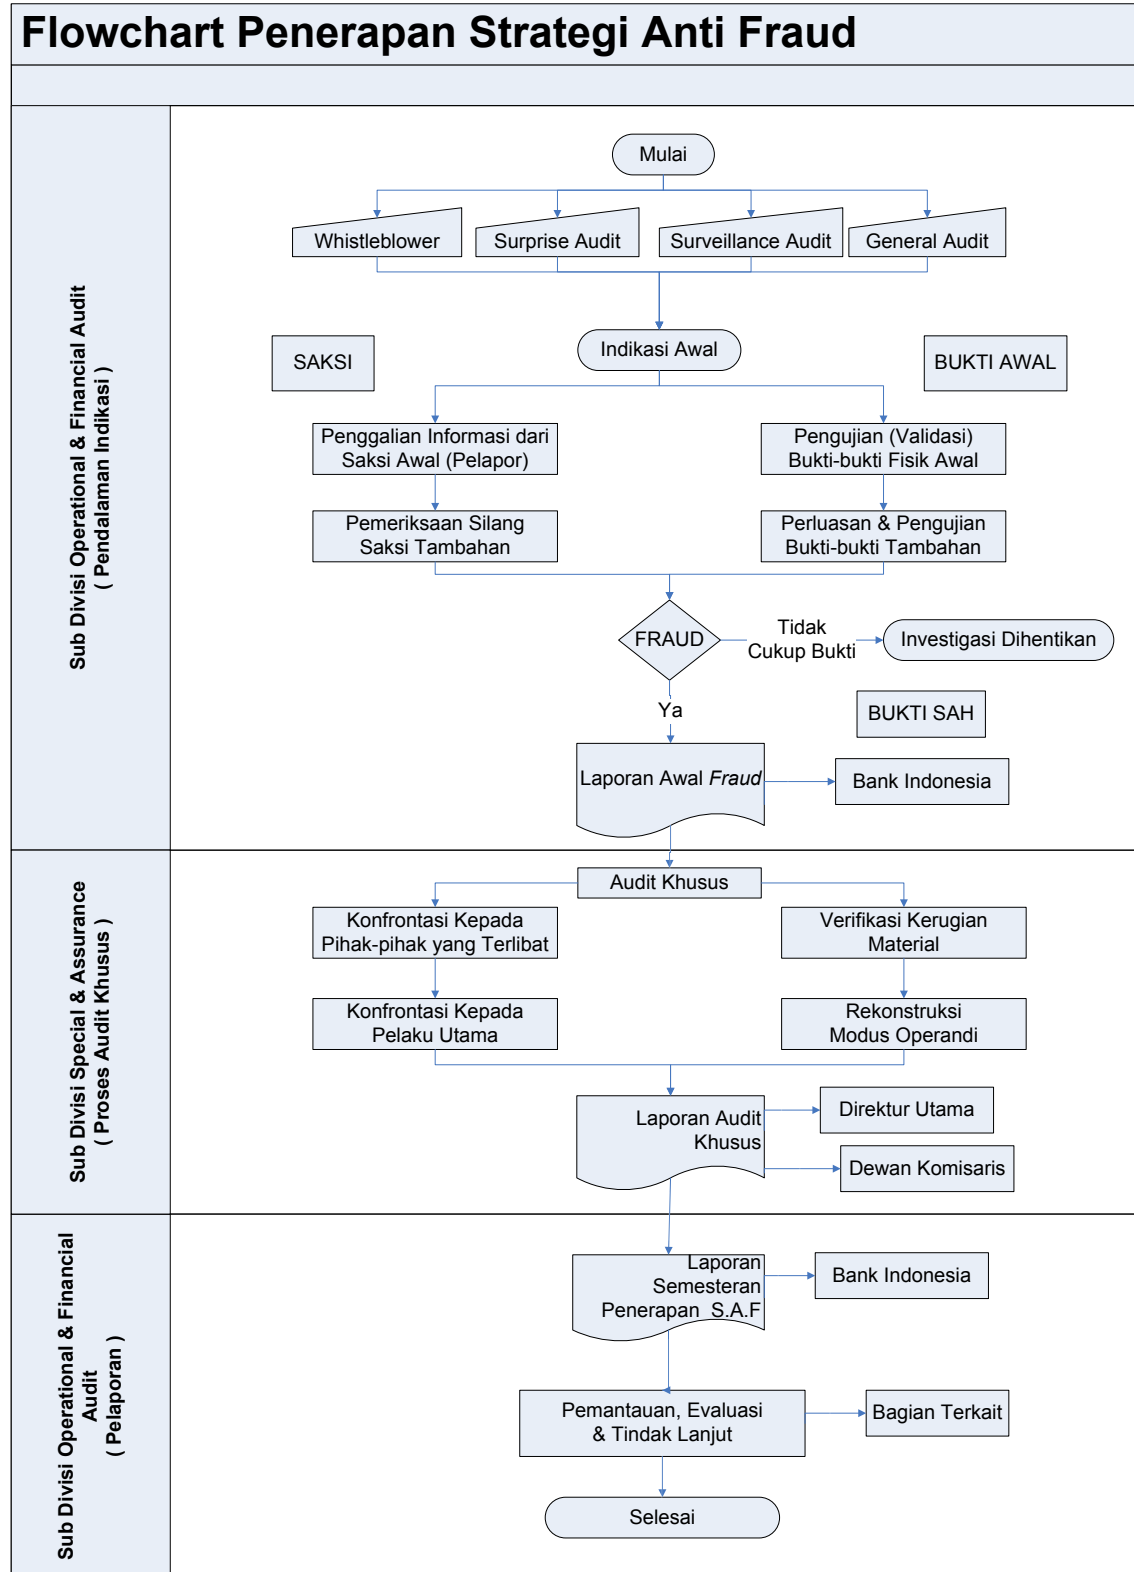 Flowchart Penerapan Strategi Anti Fraud
Sub Divisi Operational & Financial Audit
( Pendalaman Indikasi )
Mulai
Whistleblower
Surprise Audit
Surveillance Audit
General Audit
SAKSI
Indikasi Awal
BUKTI AWAL
Penggalian Informasi dari
Saksi Awal (Pelapor)
Pengujian (Validasi)
Bukti-bukti Fisik Awal
Pemeriksaan Silang
Saksi Tambahan
Perluasan & Pengujian
Bukti-bukti Tambahan
FRAUD
Tidak
Cukup Bukti
Investigasi Dihentikan
Ya
BUKTI SAH
Laporan Awal Fraud
Bank Indonesia
Sub Divisi Special & Assurance
( Proses Audit Khusus )
Audit Khusus
Konfrontasi Kepada
Pihak-pihak yang Terlibat
Verifikasi Kerugian
Material
Konfrontasi Kepada
Pelaku Utama
Rekonstruksi
Modus Operandi
Laporan Audit
Khusus
Direktur Utama
Dewan Komisaris
Sub Divisi Operational & Financial
Audit
( Pelaporan )
Laporan
Semesteran
Penerapan S.A.F
Bank Indonesia
Pemantauan, Evaluasi
& Tindak Lanjut
Bagian Terkait
Selesai